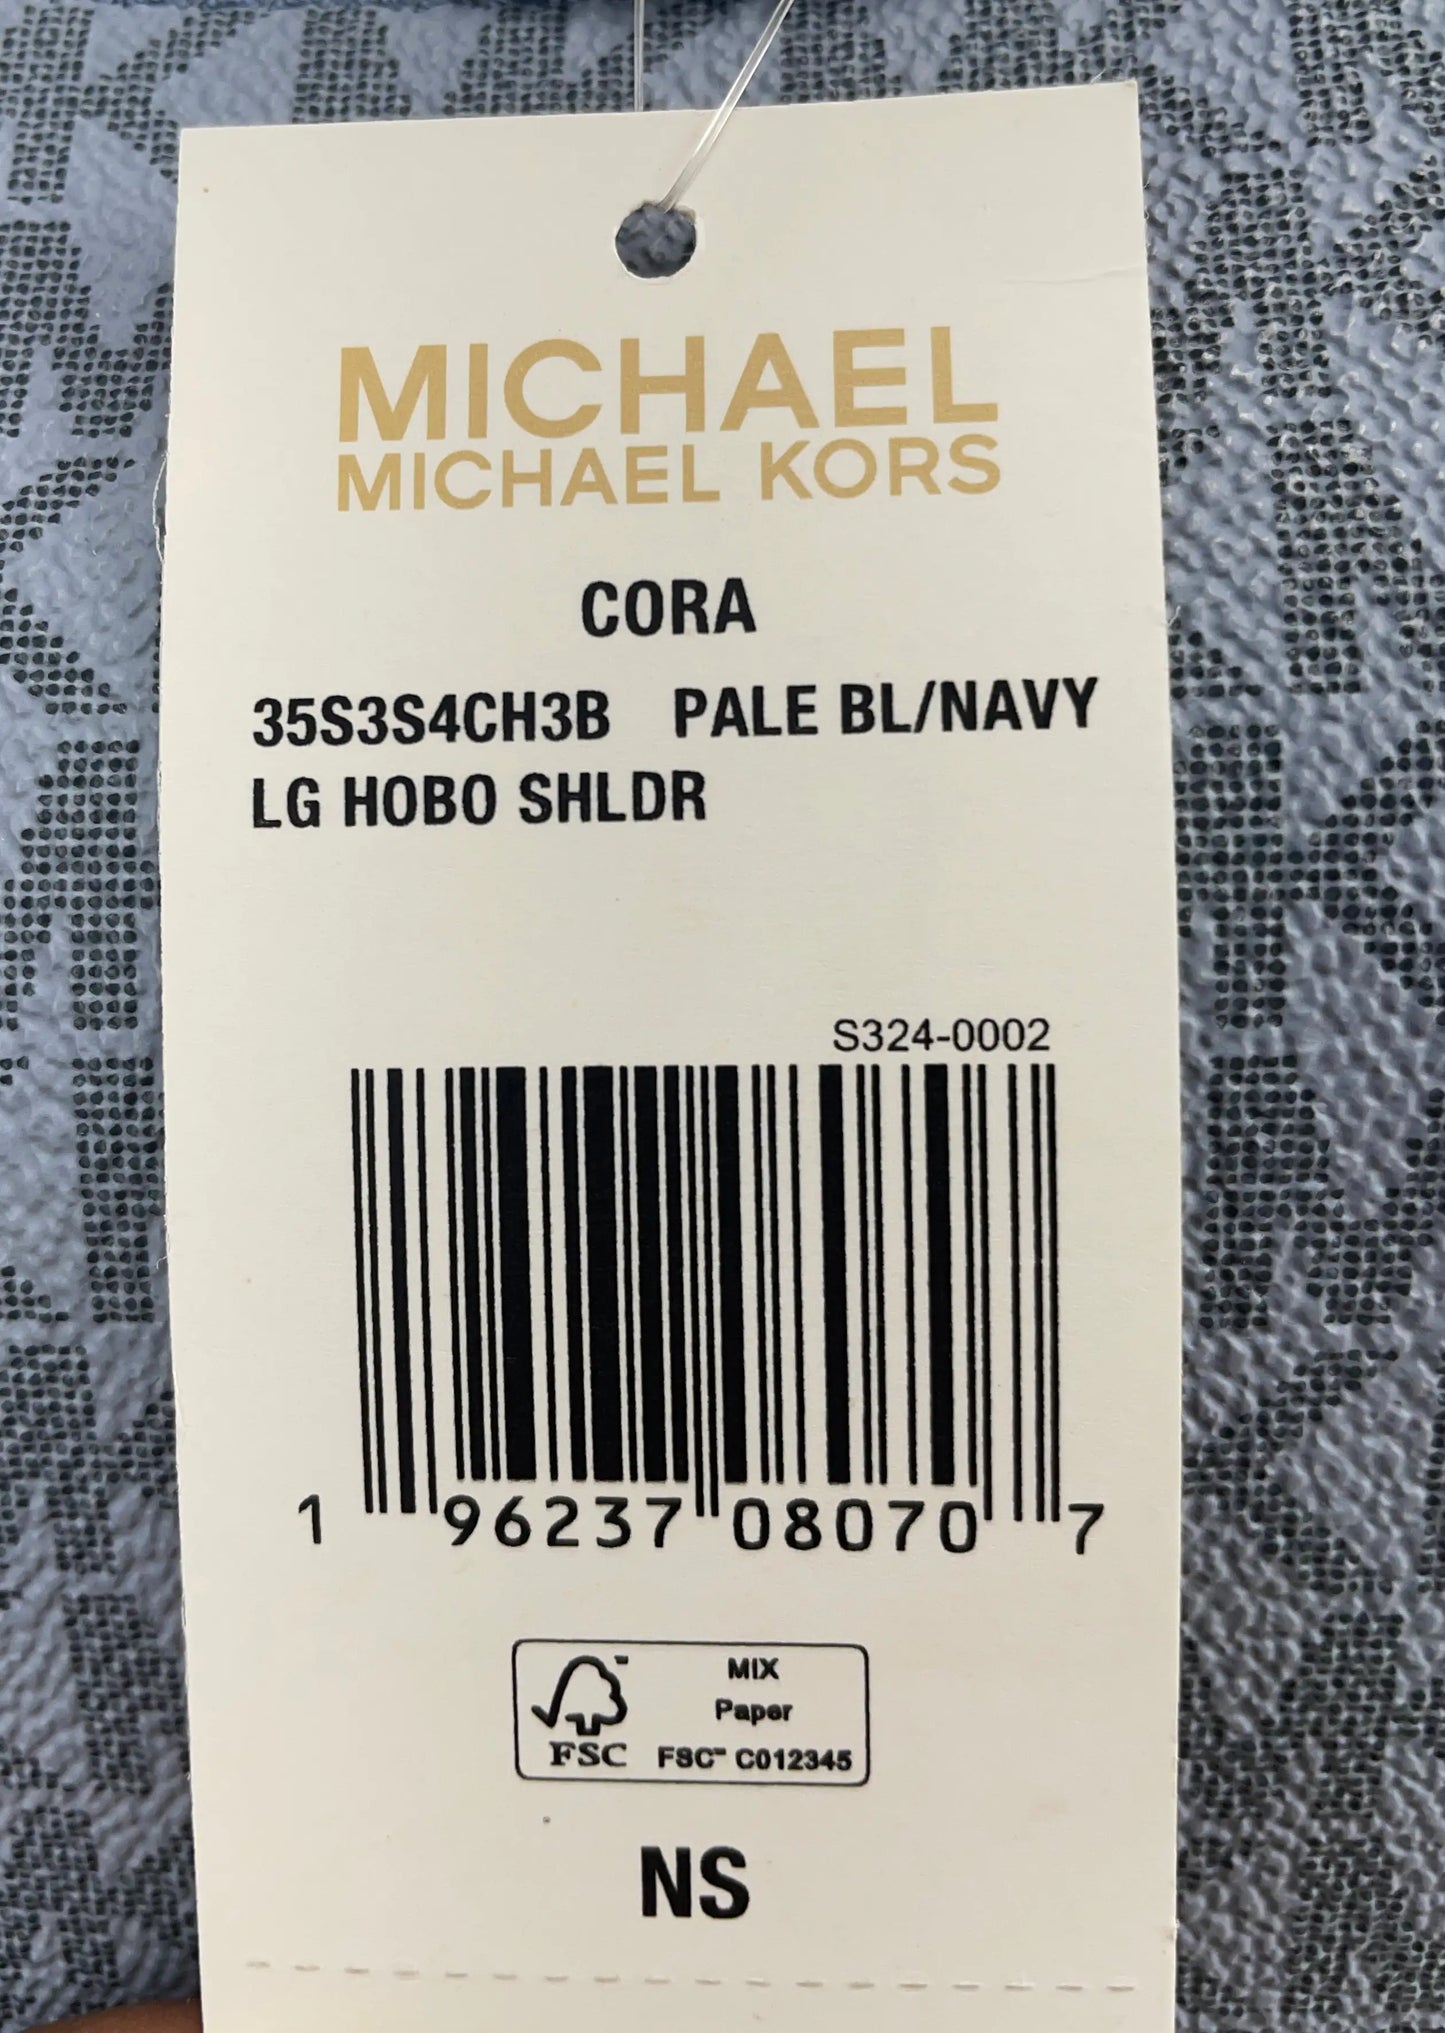 MICHAEL
MICHAEL KORS
CORA
35S3S4CH3B PALE BL/NAVY
LG HOBO SHLDR
S324-0002
1 96237 08070 7
MIX
Paper
FSC™ FSC™ C012345
NS